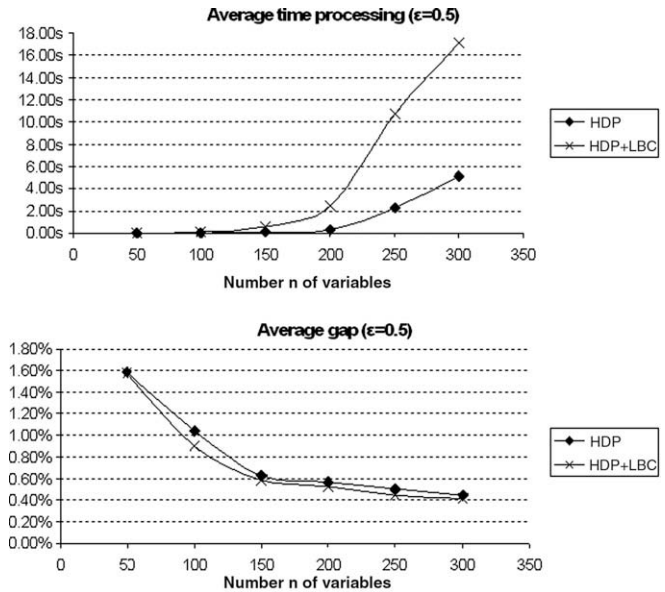 Average time processing (ε=0.5)
18.00s
16.00s
14.00s
12.00s
10.00s
8.00s
6.00s
4.00s
2.00s
0.00s
0 50 100 150 200 250 300 350
Number n of variables
HDP
HDP+LBC
Average gap (ε=0.5)
1.80%
1.60%
1.40%
1.20%
1.00%
0.80%
0.60%
0.40%
0.20%
0.00%
0 50 100 150 200 250 300 350
Number n of variables
HDP
HDP+LBC